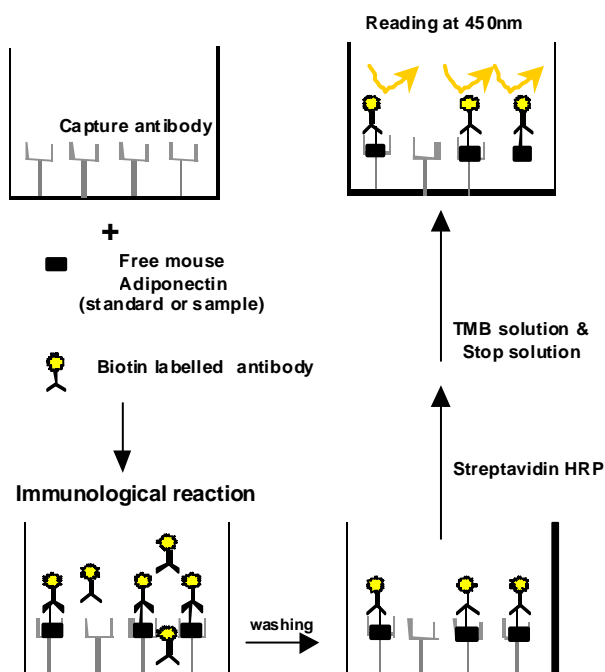 Capture antibody
+
Free mouse
Adiponectin
(standard or sample)
Biotin labelled antibody
Immunological reaction
washing
Streptavidin HRP
TMB solution &
Stop solution
Reading at 450nm